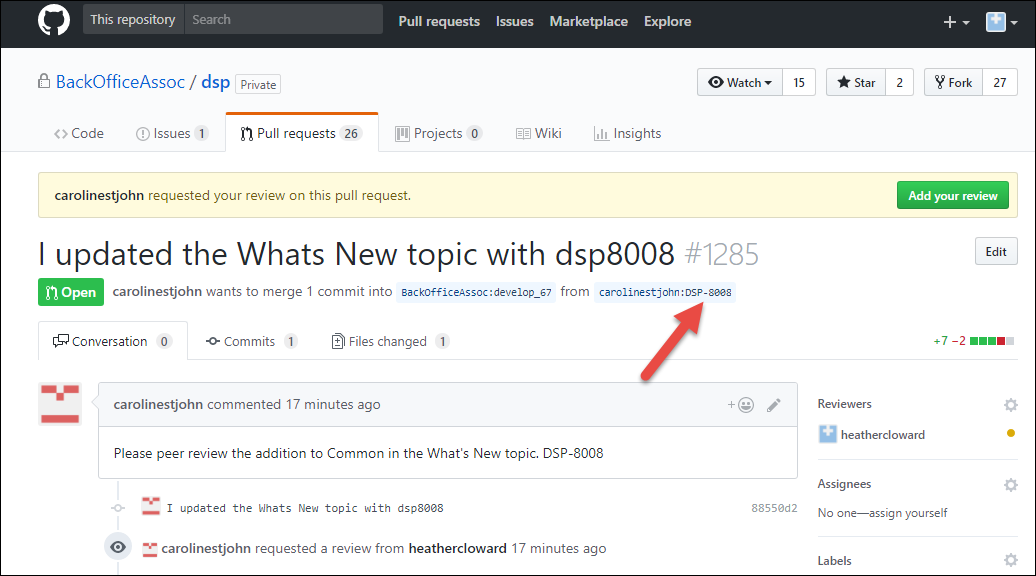 This repository Search Pull requests Issues Marketplace Explore
BackOfficeAssoc / dsp Private Watch 15 Star 2 Fork 27
Code Issues 1 Pull requests 26 Projects 0 Wiki Insights
carolinestjohn requested your review on this pull request. Add your review
I updated the Whats New topic with dsp8008 #1285 Edit
Open carolinestjohn wants to merge 1 commit into BackOfficeAssoc:develop_67 from carolinestjohn:DSP-8008
Conversation 0 Commits 1 Files changed 1 +7 −2
carolinestjohn commented 17 minutes ago
Please peer review the addition to Common in the What's New topic. DSP-8008
I updated the Whats New topic with dsp8008 88550d2
carolinestjohn requested a review from heathercloward 17 minutes ago
Reviewers
heathercloward
Assignees
No one—assign yourself
Labels